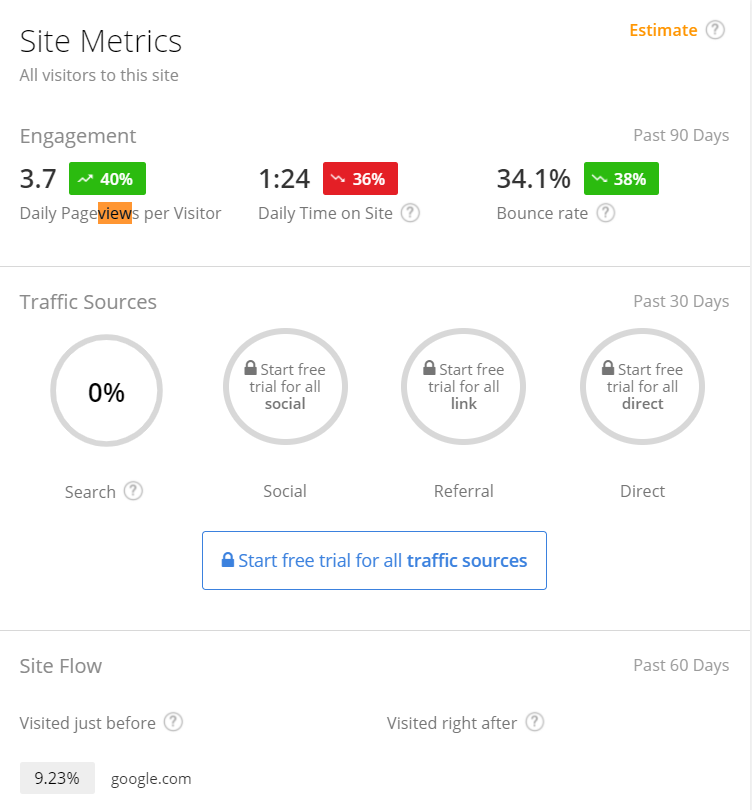 Site Metrics
Estimate ?
All visitors to this site
Engagement
Past 90 Days
3.7 40%
1:24 36%
34.1% 38%
Daily Pageviews per Visitor
Daily Time on Site ?
Bounce rate ?
Traffic Sources
Past 30 Days
0%
Start free
trial for all
social
Start free
trial for all
link
Start free
trial for all
direct
Search ?
Social
Referral
Direct
Start free trial for all traffic sources
Site Flow
Past 60 Days
Visited just before ?
Visited right after ?
9.23% google.com